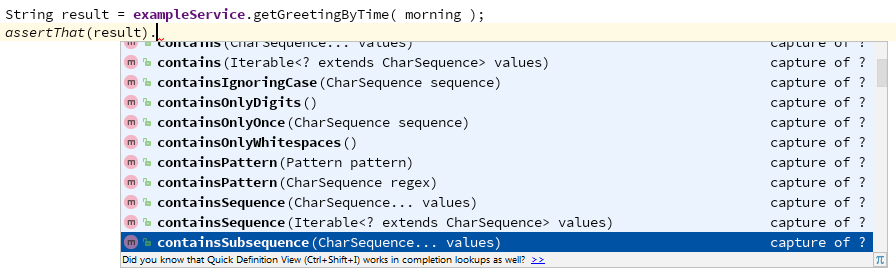 String result = exampleService.getGreetingByTime( morning );
assertThat(result).
m contains(CharSequence... values) capture of ?
m contains(Iterable<? extends CharSequence> values) capture of ?
m containsIgnoringCase(CharSequence sequence) capture of ?
m containsOnlyDigits() capture of ?
m containsOnlyOnce(CharSequence sequence) capture of ?
m containsOnlyWhitespaces() capture of ?
m containsPattern(Pattern pattern) capture of ?
m containsPattern(CharSequence regex) capture of ?
m containsSequence(CharSequence... values) capture of ?
m containsSequence(Iterable<? extends CharSequence> values) capture of ?
m containsSubsequence(CharSequence... values) capture of ?
Did you know that Quick Definition View (Ctrl+Shift+I) works in completion lookups as well? >> π